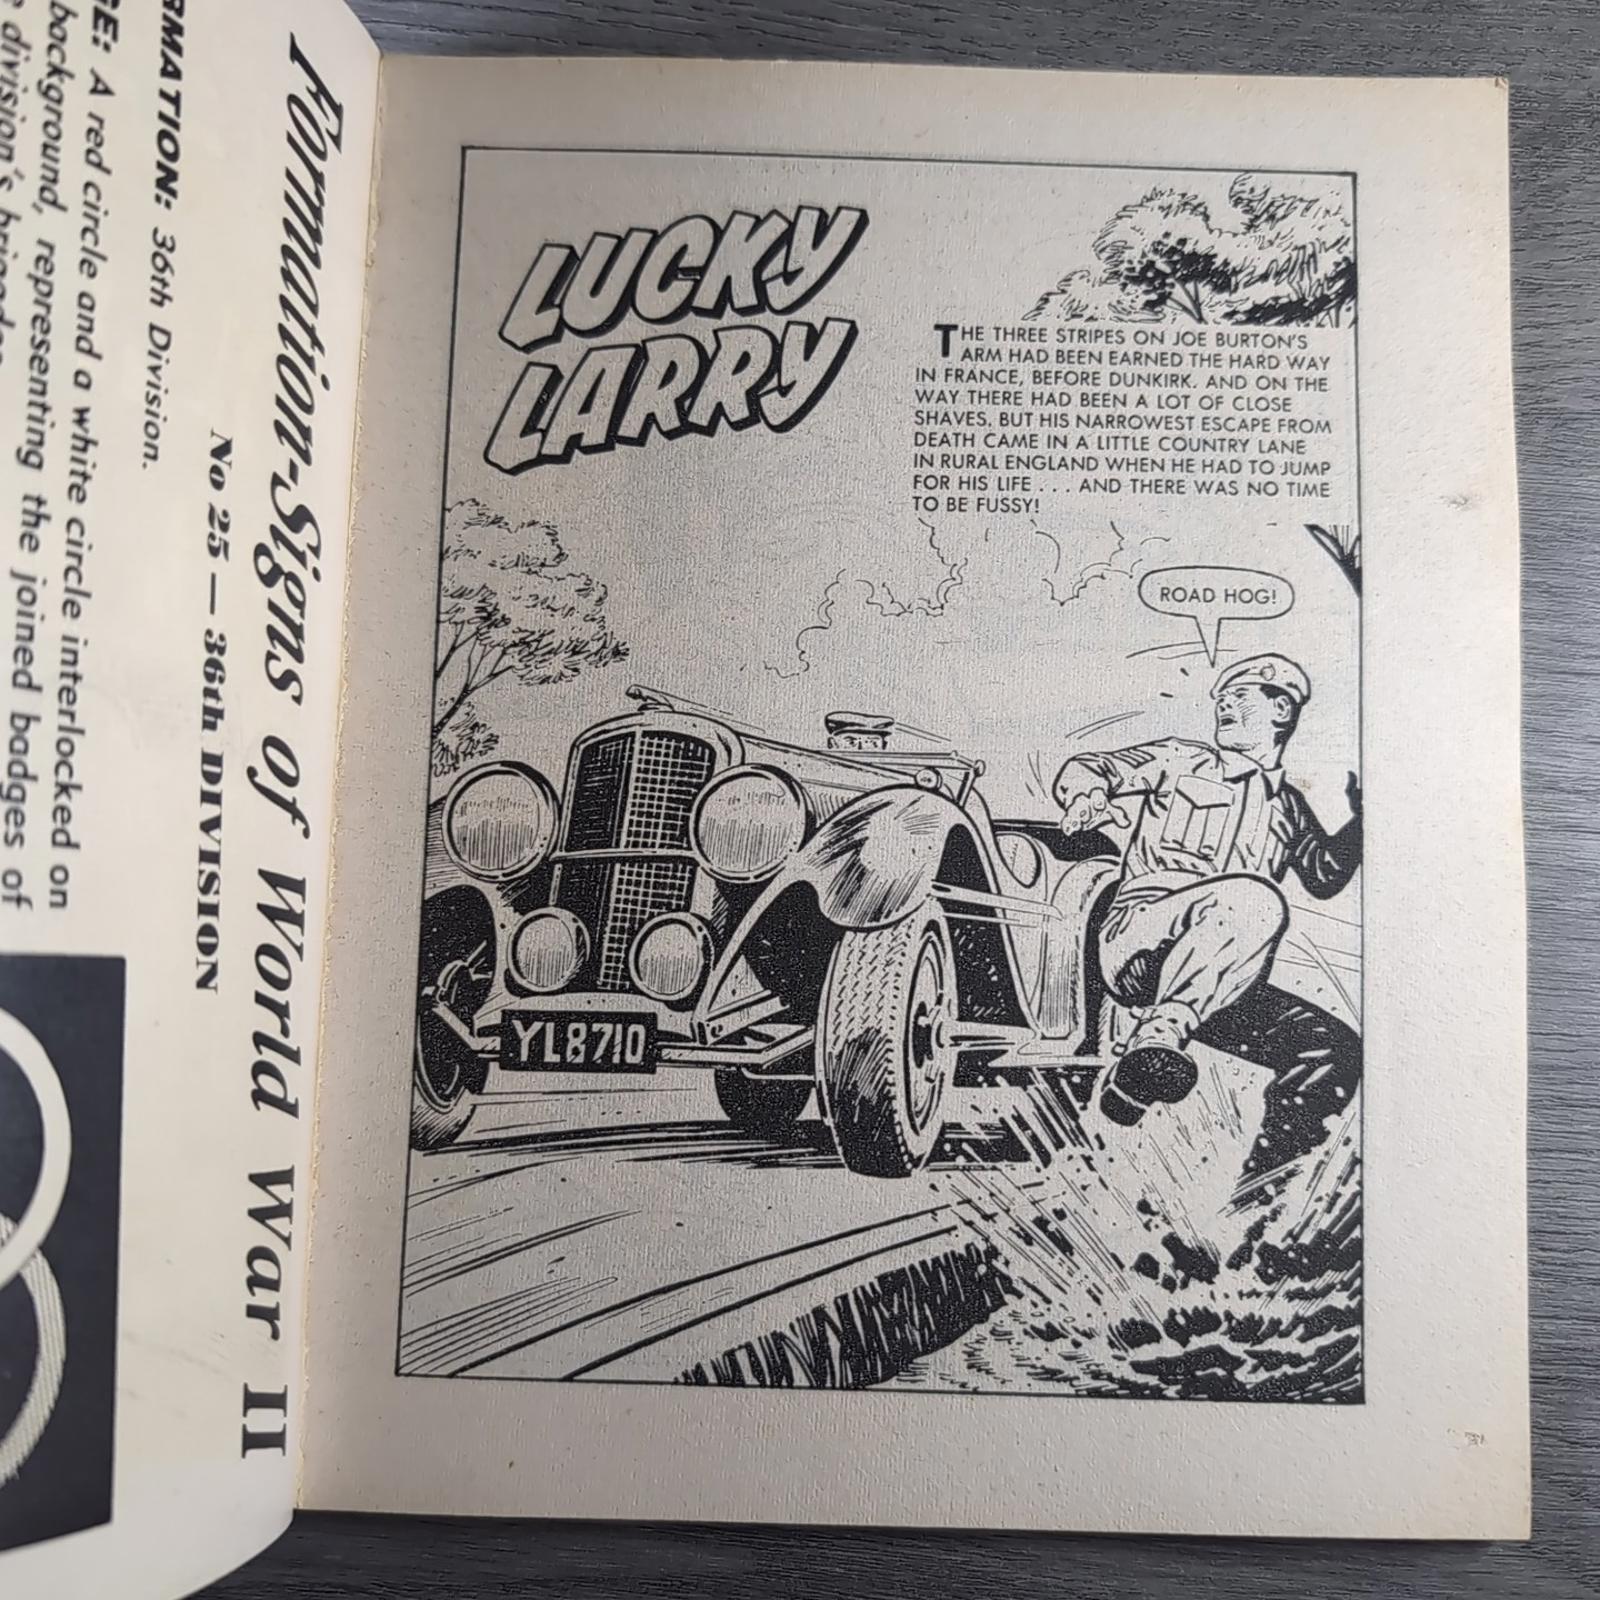 Formation-Signs of World War II
No 25 — 36th DIVISION
RMATION: 36th Division.
GE: A red circle and a white circle interlocked on
background, representing the joined badges of
division's
LUCKY
LARRY
THE THREE STRIPES ON JOE BURTON'S
ARM HAD BEEN EARNED THE HARD WAY
IN FRANCE, BEFORE DUNKIRK. AND ON THE
WAY THERE HAD BEEN A LOT OF CLOSE
SHAVES. BUT HIS NARROWEST ESCAPE FROM
DEATH CAME IN A LITTLE COUNTRY LANE
IN RURAL ENGLAND WHEN HE HAD TO JUMP
FOR HIS LIFE . . . AND THERE WAS NO TIME
TO BE FUSSY!
ROAD HOG!
YL8710